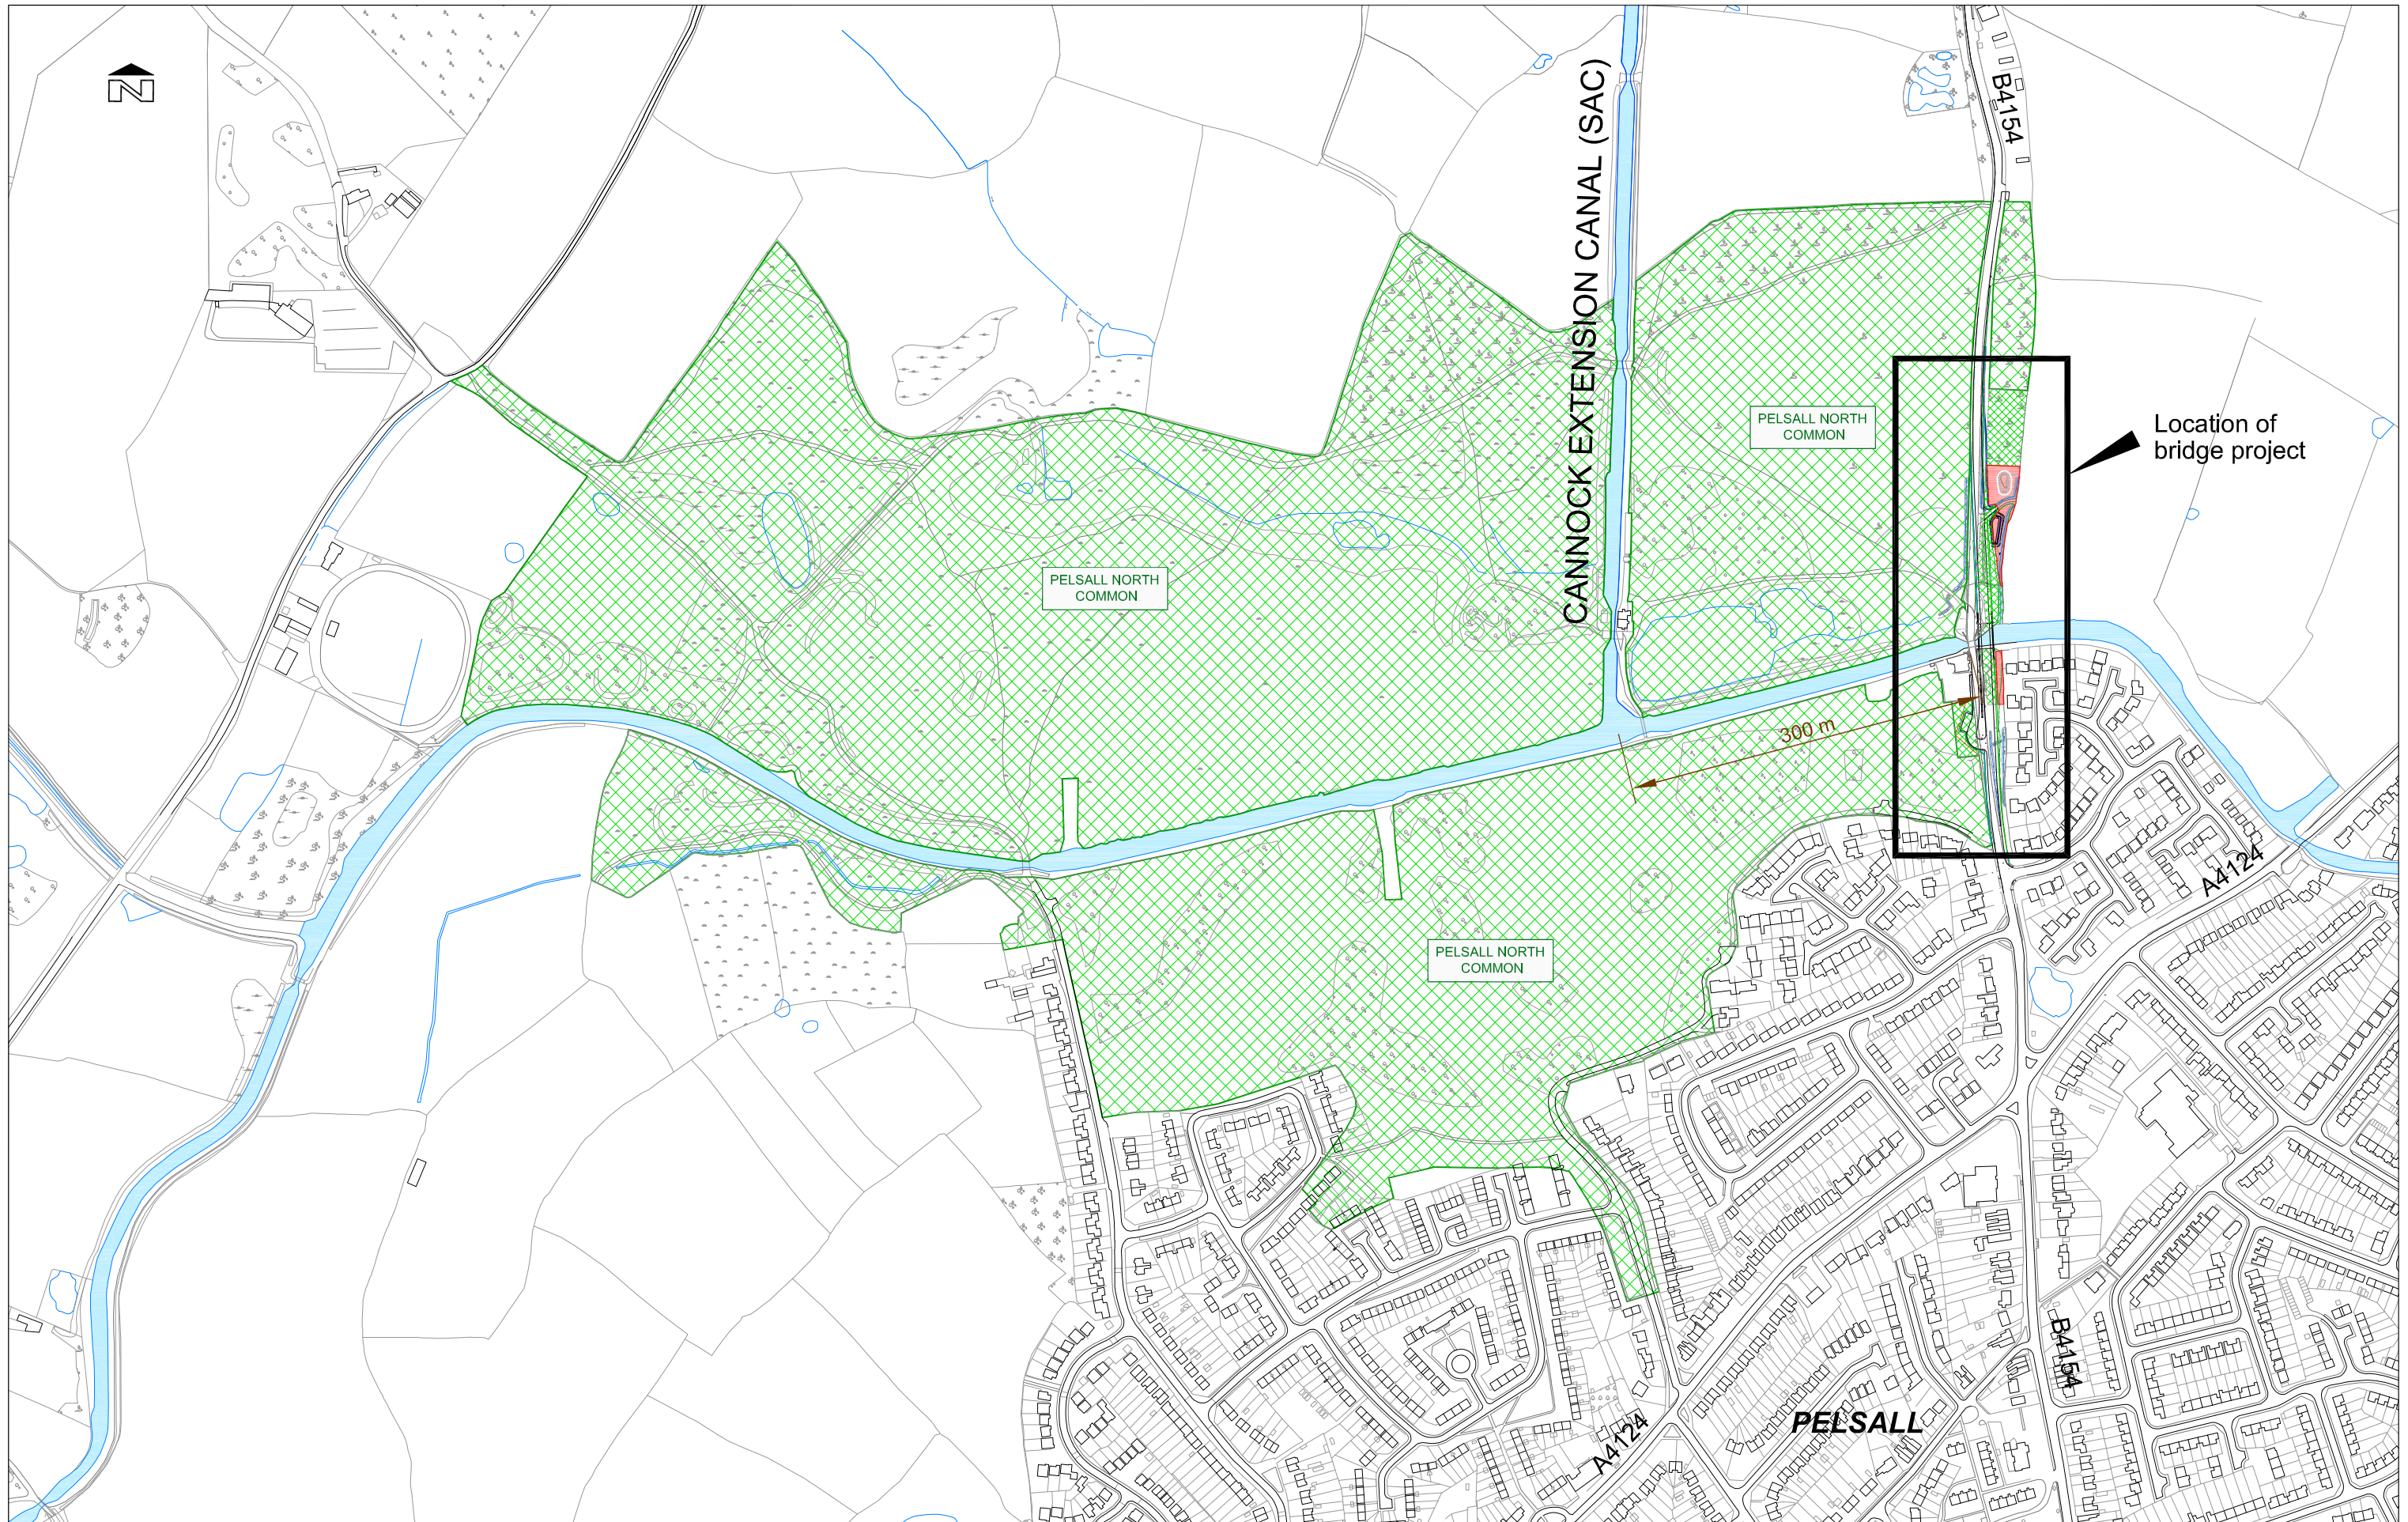 N
B4154
CANNOCK EXTENSION CANAL (SAC)
PELSALL NORTH
COMMON
Location of
bridge project
PELSALL NORTH
COMMON
300 m
A4124
PELSALL NORTH
COMMON
B4154
PELSALL
A4124